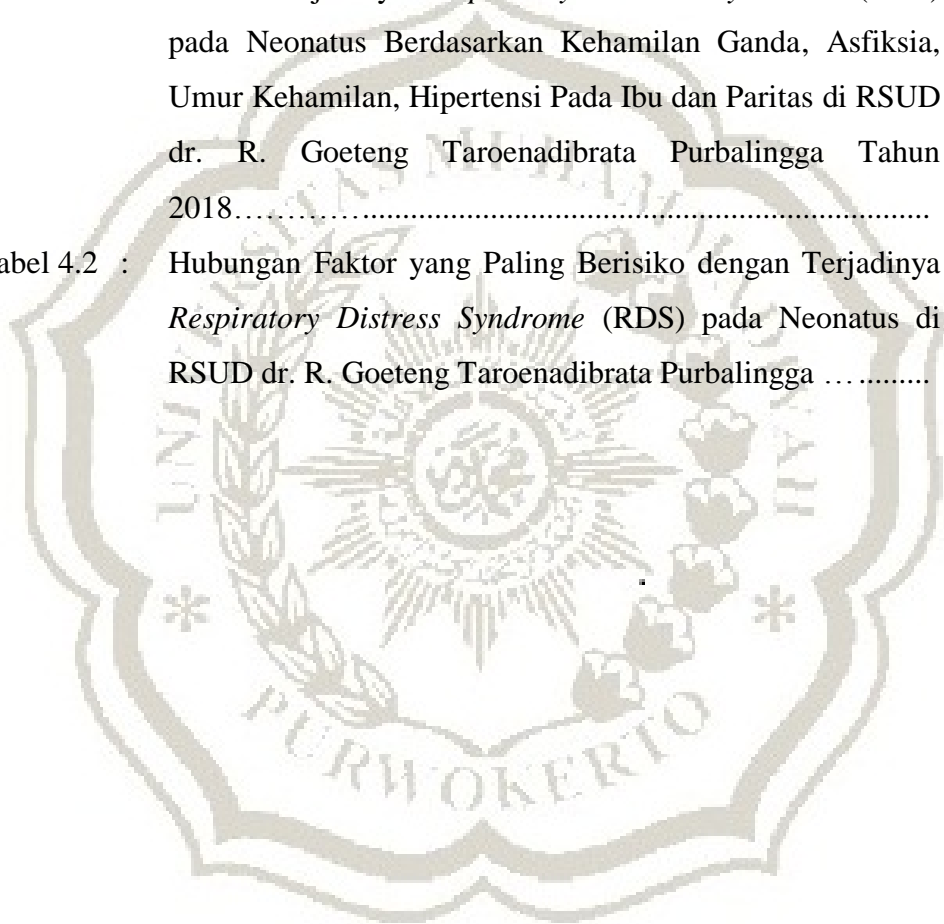 pada Neonatus Berdasarkan Kehamilan Ganda, Asfiksia,
Umur Kehamilan, Hipertensi Pada Ibu dan Paritas di RSUD
dr. R. Goeteng Taroenadibrata Purbalingga Tahun
2018…………......................................................................
abel 4.2 : Hubungan Faktor yang Paling Berisiko dengan Terjadinya
Respiratory Distress Syndrome (RDS) pada Neonatus di
RSUD dr. R. Goeteng Taroenadibrata Purbalingga ….........
UNIVERSITAS MUHAMMADIYAH
* PURWOKERTO *